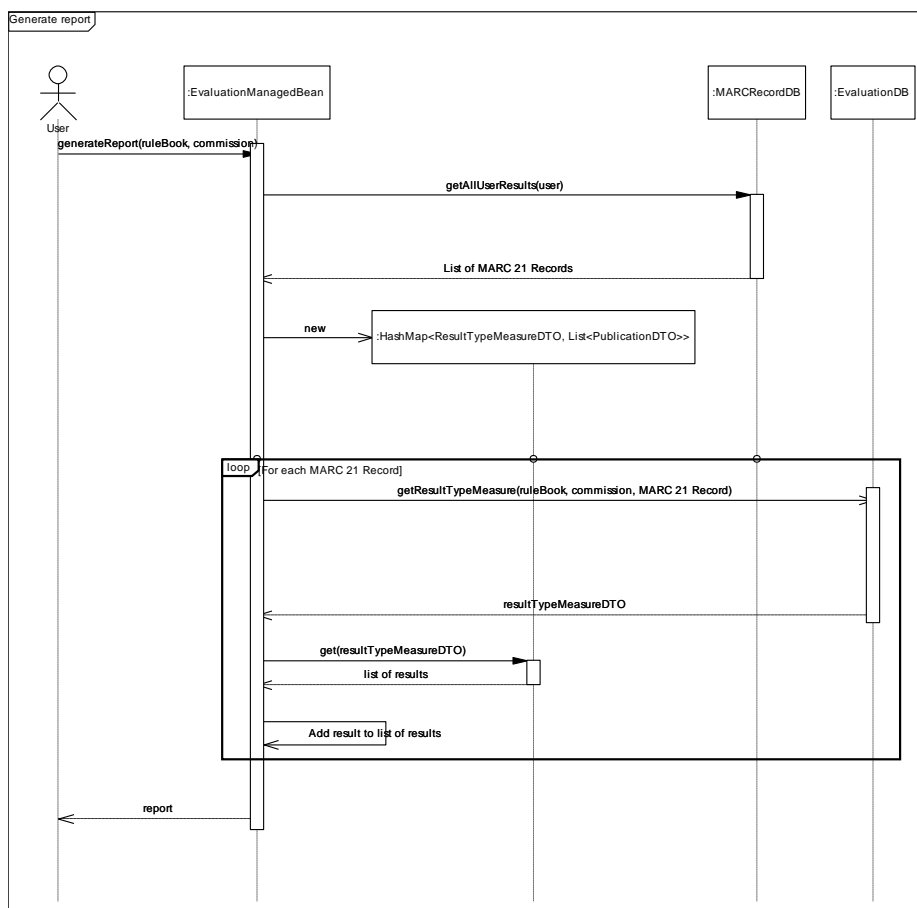 Generate report
:EvaluationManagedBean
:MARCRecordDB
:EvaluationDB
User
generateReport(ruleBook, commission)
getAllUserResults(user)
List of MARC 21 Records
new
:HashMap<ResultTypeMeasureDTO, List<PublicationDTO>>
loop
[For each MARC 21 Record]
getResultTypeMeasure(ruleBook, commission, MARC 21 Record)
resultTypeMeasureDTO
get(resultTypeMeasureDTO)
list of results
Add result to list of results
report